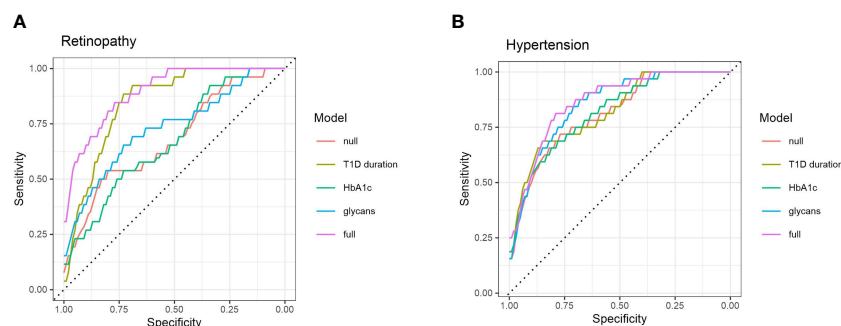 A
Retinopathy
1.00
0.75
0.50
0.25
0.00
Sensitivity
1.00 0.75 0.50 0.25 0.00
Specificity
Model
null
T1D duration
HbA1c
glycans
full
B
Hypertension
1.00
0.75
0.50
0.25
0.00
Sensitivity
1.00 0.75 0.50 0.25 0.00
Specificity
Model
null
T1D duration
HbA1c
glycans
full